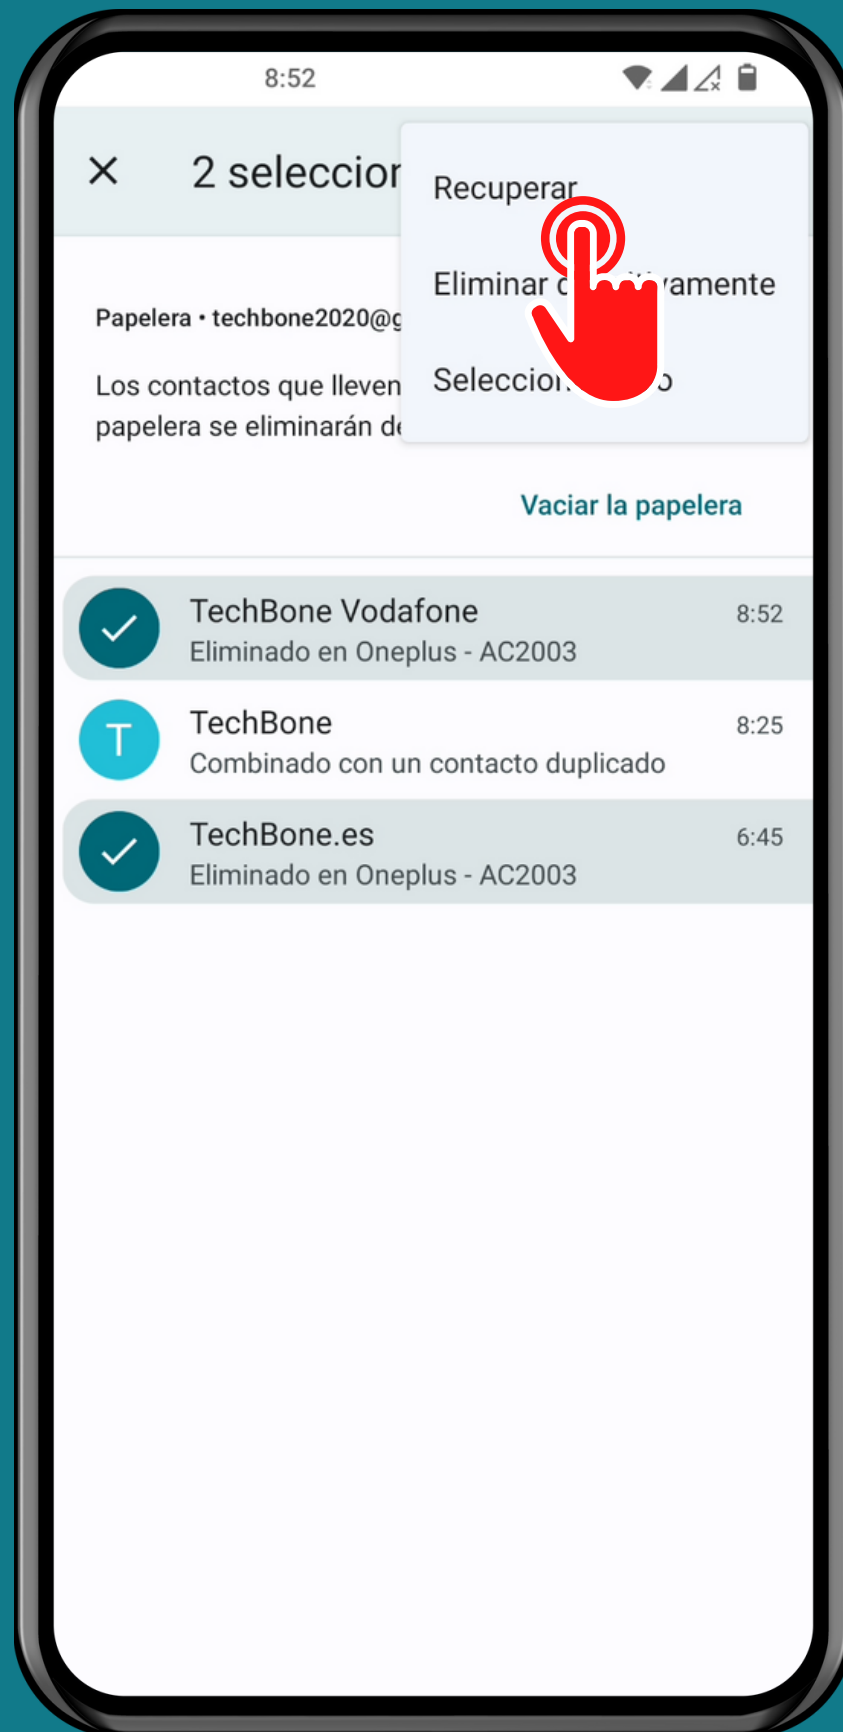 8:52
2 seleccion
Recuperar
Eliminar
Papelera • techbone2020@g
Los contactos que lleven
papelera se eliminarán de
Vaciar la papelera
TechBone Vodafone 8:52
Eliminado en Oneplus - AC2003
T TechBone 8:25
Combinado con un contacto duplicado
TechBone.es 6:45
Eliminado en Oneplus - AC2003